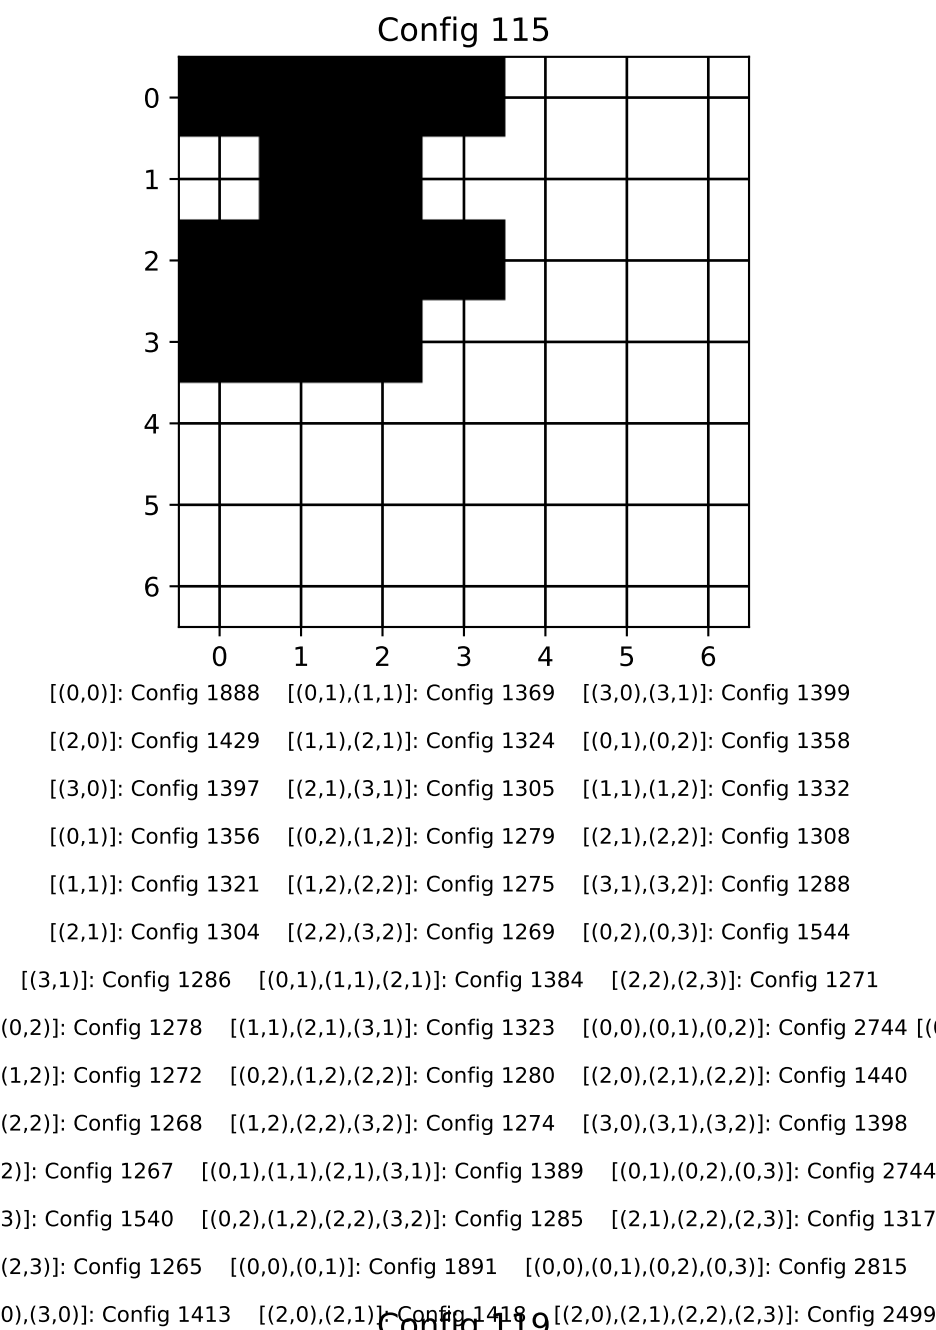 Config 115
0
1
2
3
4
5
6
0 1 2 3 4 5 6
[(0,0)]: Config 1888 [(0,1),(1,1)]: Config 1369 [(3,0),(3,1)]: Config 1399
[(2,0)]: Config 1429 [(1,1),(2,1)]: Config 1324 [(0,1),(0,2)]: Config 1358
[(3,0)]: Config 1397 [(2,1),(3,1)]: Config 1305 [(1,1),(1,2)]: Config 1332
[(0,1)]: Config 1356 [(0,2),(1,2)]: Config 1279 [(2,1),(2,2)]: Config 1308
[(1,1)]: Config 1321 [(1,2),(2,2)]: Config 1275 [(3,1),(3,2)]: Config 1288
[(2,1)]: Config 1304 [(2,2),(3,2)]: Config 1269 [(0,2),(0,3)]: Config 1544
[(3,1)]: Config 1286 [(0,1),(1,1),(2,1)]: Config 1384 [(2,2),(2,3)]: Config 1271
(0,2)]: Config 1278 [(1,1),(2,1),(3,1)]: Config 1323 [(0,0),(0,1),(0,2)]: Config 2744 [(
(1,2)]: Config 1272 [(0,2),(1,2),(2,2)]: Config 1280 [(2,0),(2,1),(2,2)]: Config 1440
(2,2)]: Config 1268 [(1,2),(2,2),(3,2)]: Config 1274 [(3,0),(3,1),(3,2)]: Config 1398
2)]: Config 1267 [(0,1),(1,1),(2,1),(3,1)]: Config 1389 [(0,1),(0,2),(0,3)]: Config 2744
3)]: Config 1540 [(0,2),(1,2),(2,2),(3,2)]: Config 1285 [(2,1),(2,2),(2,3)]: Config 1317
(2,3)]: Config 1265 [(0,0),(0,1)]: Config 1891 [(0,0),(0,1),(0,2),(0,3)]: Config 2815
0),(3,0)]: Config 1413 [(2,0),(2,1)]: Config 1418 [(2,0),(2,1),(2,2),(2,3)]: Config 2499
Config 119